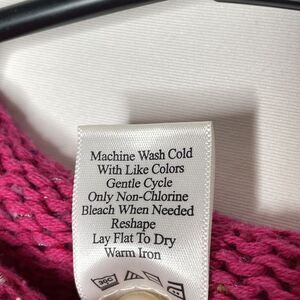 Machine Wash Cold
With Like Colors
Gentle Cycle
Only Non-Chlorine
Bleach When Needed
Reshape
Lay Flat To Dry
Warm Iron